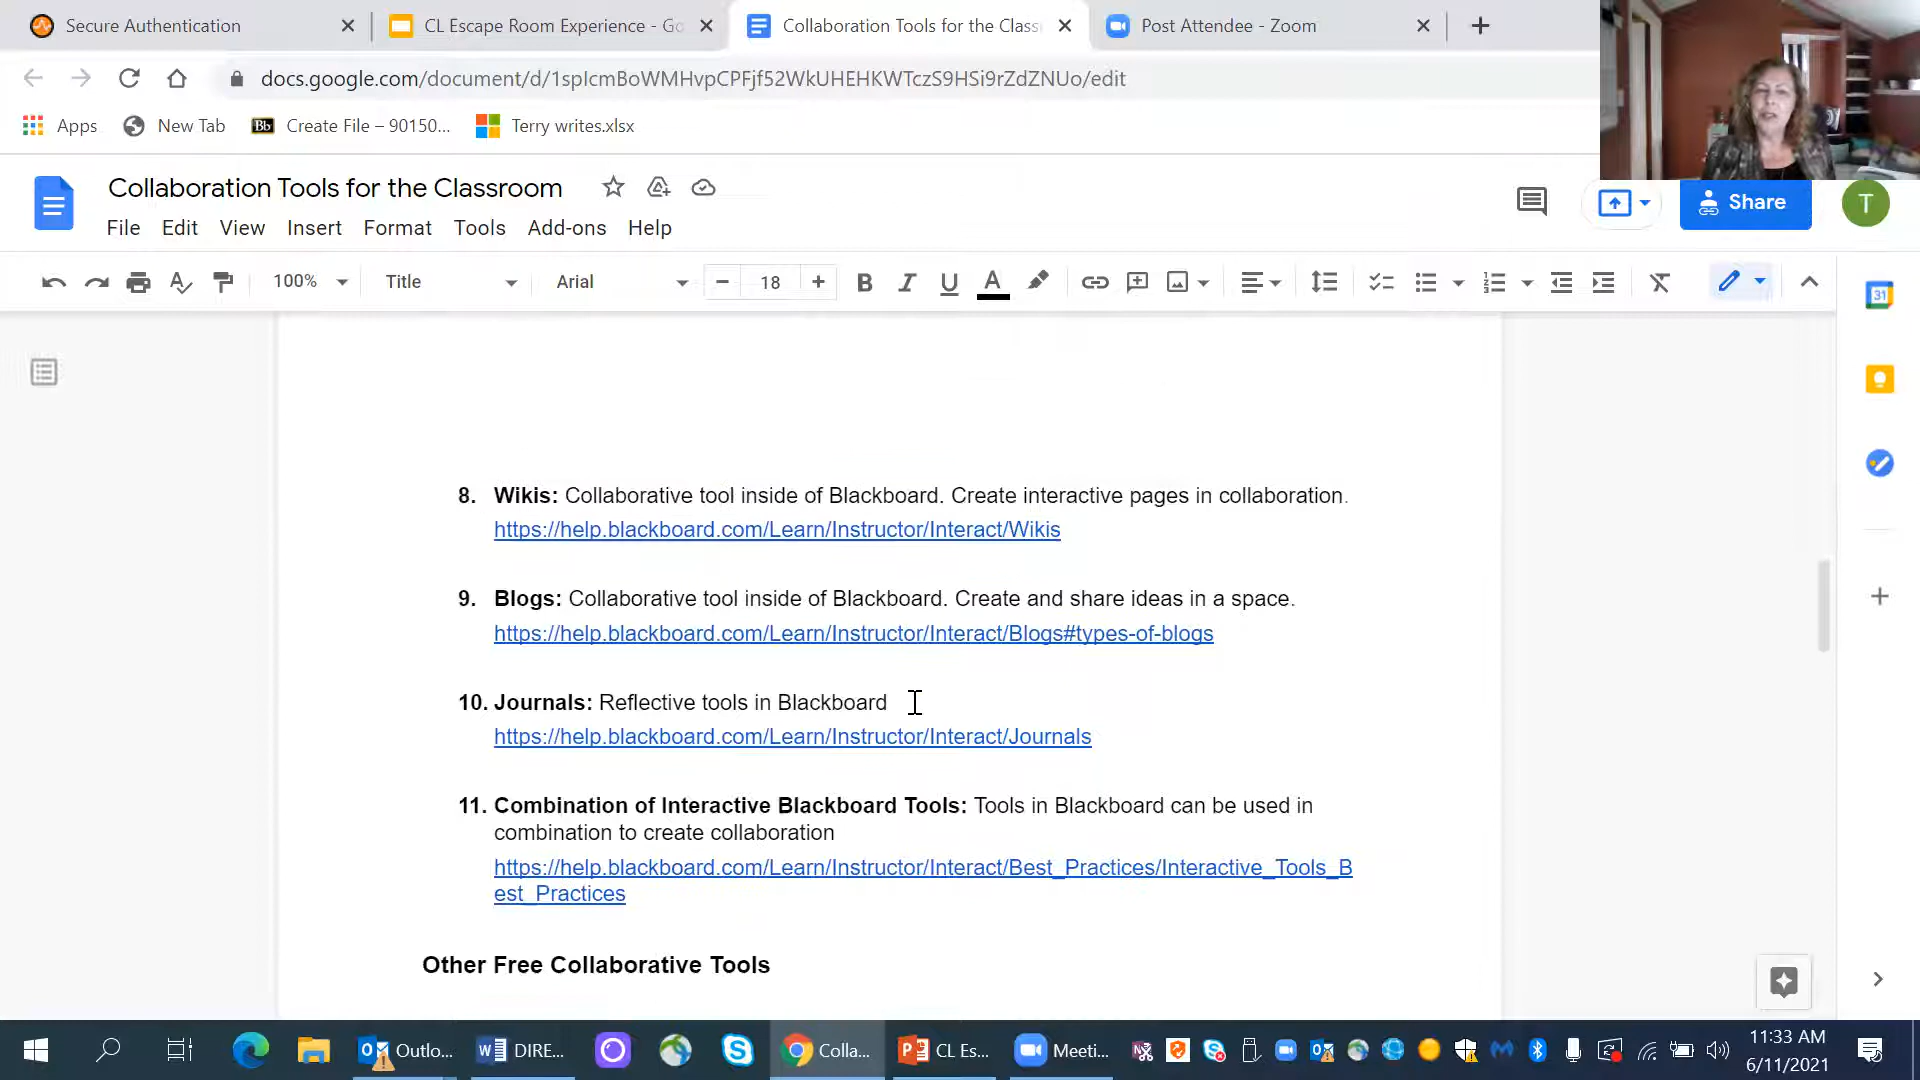 Secure Authentication
CL Escape Room Experience - Go
Collaboration Tools for the Class
Post Attendee - Zoom
docs.google.com/document/d/1spIcmBoWMHvpCPFjf52WkUHEHKWTczS9HSi9rZdZNUo/edit
Apps
New Tab
Bb Create File – 90150...
Terry writes.xlsx
Collaboration Tools for the Classroom
Share
T
File Edit View Insert Format Tools Add-ons Help
100% Title Arial 18 B I U A
31
8. Wikis: Collaborative tool inside of Blackboard. Create interactive pages in collaboration.
https://help.blackboard.com/Learn/Instructor/Interact/Wikis
9. Blogs: Collaborative tool inside of Blackboard. Create and share ideas in a space.
https://help.blackboard.com/Learn/Instructor/Interact/Blogs#types-of-blogs
10. Journals: Reflective tools in Blackboard
https://help.blackboard.com/Learn/Instructor/Interact/Journals
11. Combination of Interactive Blackboard Tools: Tools in Blackboard can be used in
combination to create collaboration
https://help.blackboard.com/Learn/Instructor/Interact/Best_Practices/Interactive_Tools_B
est_Practices
Other Free Collaborative Tools
Outlo...
DIRE...
Colla...
CL Es...
Meeti...
11:33 AM
6/11/2021